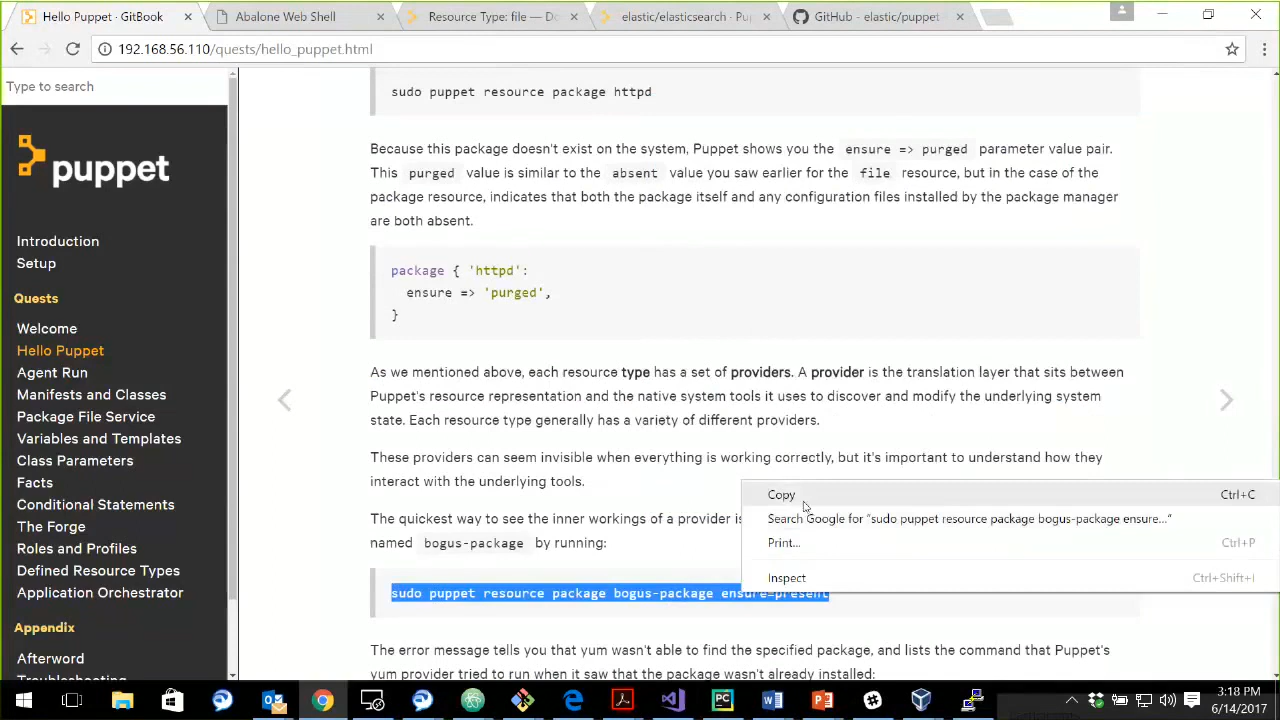 Hello Puppet · GitBook
Abalone Web Shell
Resource Type: file — Do
elastic/elasticsearch · Pup
GitHub - elastic/puppet
192.168.56.110/quests/hello_puppet.html
Type to search
puppet
Introduction
Setup
Quests
Welcome
Hello Puppet
Agent Run
Manifests and Classes
Package File Service
Variables and Templates
Class Parameters
Facts
Conditional Statements
The Forge
Roles and Profiles
Defined Resource Types
Application Orchestrator
Appendix
Afterword
Troubleshooting
sudo puppet resource package httpd
Because this package doesn't exist on the system, Puppet shows you the ensure => purged parameter value pair.
This purged value is similar to the absent value you saw earlier for the file resource, but in the case of the
package resource, indicates that both the package itself and any configuration files installed by the package manager
are both absent.
package { 'httpd':
ensure => 'purged',
}
As we mentioned above, each resource type has a set of providers. A provider is the translation layer that sits between
Puppet's resource representation and the native system tools it uses to discover and modify the underlying system
state. Each resource type generally has a variety of different providers.
These providers can seem invisible when everything is working correctly, but it's important to understand how they
interact with the underlying tools.
The quickest way to see the inner workings of a provider is
named bogus-package by running:
sudo puppet resource package bogus-package ensure=present
The error message tells you that yum wasn't able to find the specified package, and lists the command that Puppet's
yum provider tried to run when it saw that the package wasn't already installed:
Copy Ctrl+C
Search Google for “sudo puppet resource package bogus-package ensure...”
Print... Ctrl+P
Inspect Ctrl+Shift+I
3:18 PM
6/14/2017